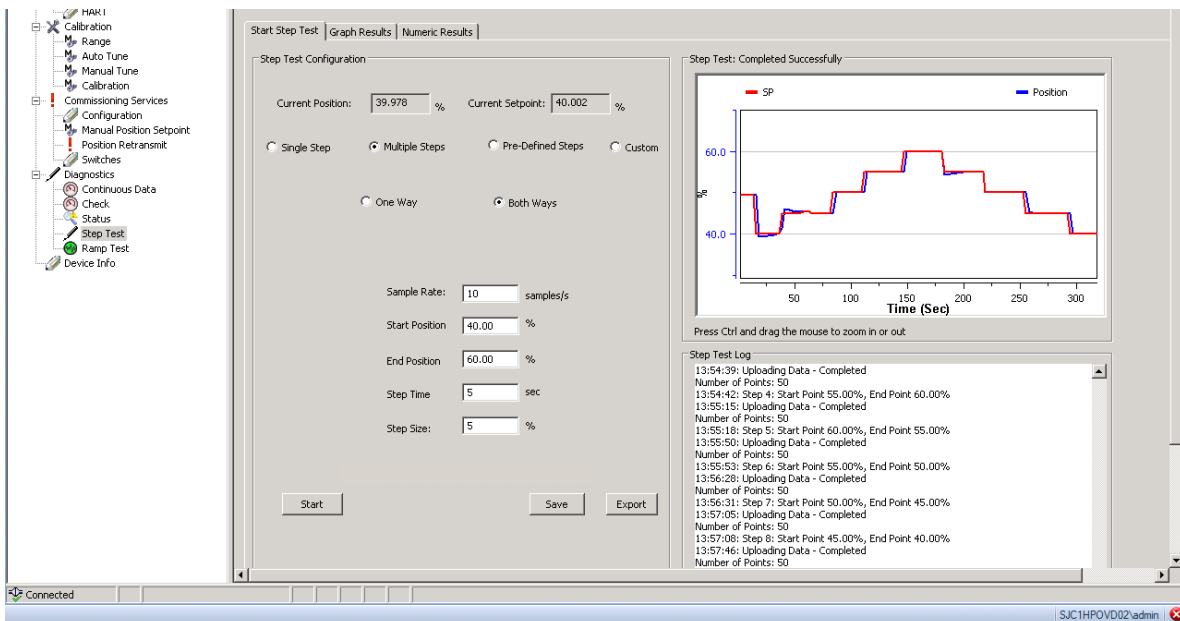 HART
Calibration
Range
Auto Tune
Manual Tune
Calibration
Commissioning Services
Configuration
Manual Position Setpoint
Position Retransmit
Switches
Diagnostics
Continuous Data
Check
Status
Step Test
Ramp Test
Device Info
Start Step Test Graph Results Numeric Results
Step Test Configuration
Current Position: 39.978 % Current Setpoint: 40.002 %
Single Step Multiple Steps Pre-Defined Steps Custom
One Way Both Ways
Sample Rate: 10 samples/s
Start Position 40.00 %
End Position 60.00 %
Step Time 5 sec
Step Size: 5 %
Start Save Export
Step Test: Completed Successfully
SP Position
60.0
%
40.0
50 100 150 200 250 300
Time (Sec)
Press Ctrl and drag the mouse to zoom in or out
Step Test Log
13:54:39: Uploading Data - Completed
Number of Points: 50
13:54:42: Step 4: Start Point 55.00%, End Point 60.00%
13:55:15: Uploading Data - Completed
Number of Points: 50
13:55:18: Step 5: Start Point 60.00%, End Point 55.00%
13:55:50: Uploading Data - Completed
Number of Points: 50
13:55:53: Step 6: Start Point 55.00%, End Point 50.00%
13:56:28: Uploading Data - Completed
Number of Points: 50
13:56:31: Step 7: Start Point 50.00%, End Point 45.00%
13:57:05: Uploading Data - Completed
Number of Points: 50
13:57:08: Step 8: Start Point 45.00%, End Point 40.00%
13:57:46: Uploading Data - Completed
Number of Points: 50
Connected
SJC1HPOVD02\admin